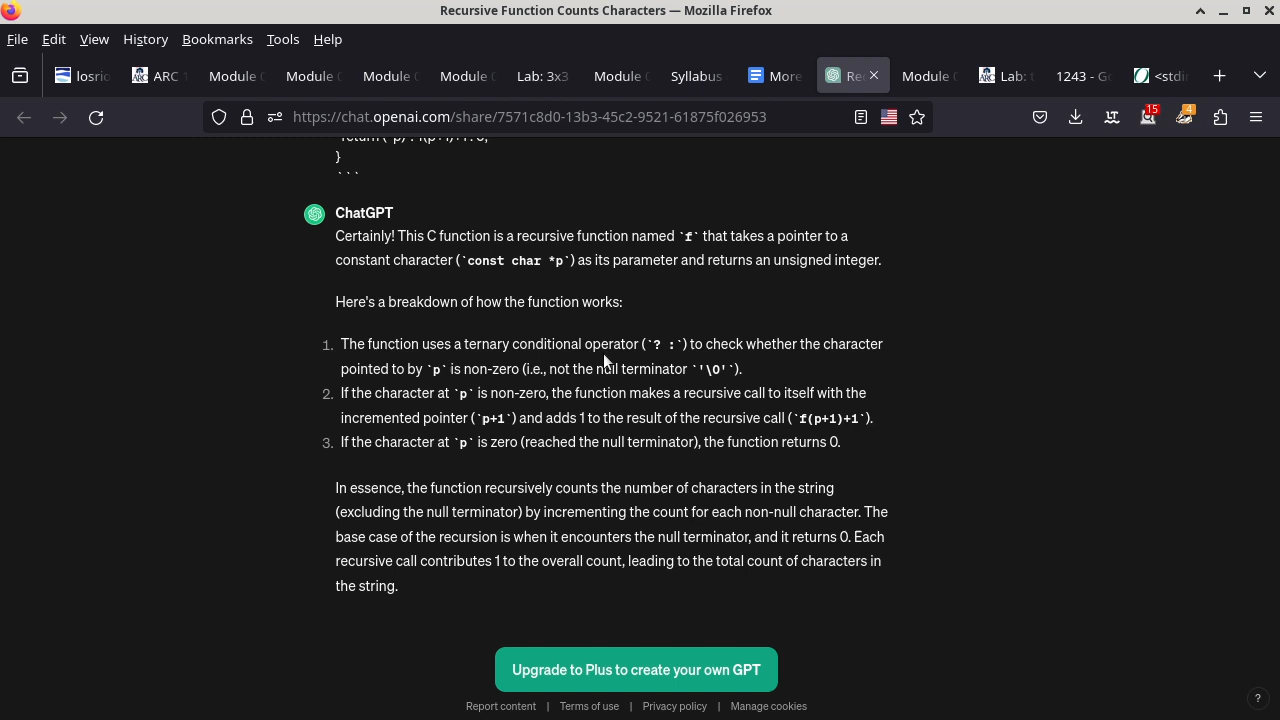 Recursive Function Counts Characters — Mozilla Firefox
File Edit View History Bookmarks Tools Help
losrio ARC Module Module Module Module Lab: 3x3 Module Syllabus More Rec Module Lab: 1243 - Go <stdi
https://chat.openai.com/share/7571c8d0-13b3-45c2-9521-61875f026953 15 4
}
```
ChatGPT
Certainly! This C function is a recursive function named `f` that takes a pointer to a
constant character (`const char *p`) as its parameter and returns an unsigned integer.
Here's a breakdown of how the function works:
1. The function uses a ternary conditional operator (`? :`) to check whether the character
pointed to by `p` is non-zero (i.e., not the null terminator `'\0'`).
2. If the character at `p` is non-zero, the function makes a recursive call to itself with the
incremented pointer (`p+1`) and adds 1 to the result of the recursive call (`f(p+1)+1`).
3. If the character at `p` is zero (reached the null terminator), the function returns 0.
In essence, the function recursively counts the number of characters in the string
(excluding the null terminator) by incrementing the count for each non-null character. The
base case of the recursion is when it encounters the null terminator, and it returns 0. Each
recursive call contributes 1 to the overall count, leading to the total count of characters in
the string.
Upgrade to Plus to create your own GPT
Report content | Terms of use | Privacy policy | Manage cookies
?